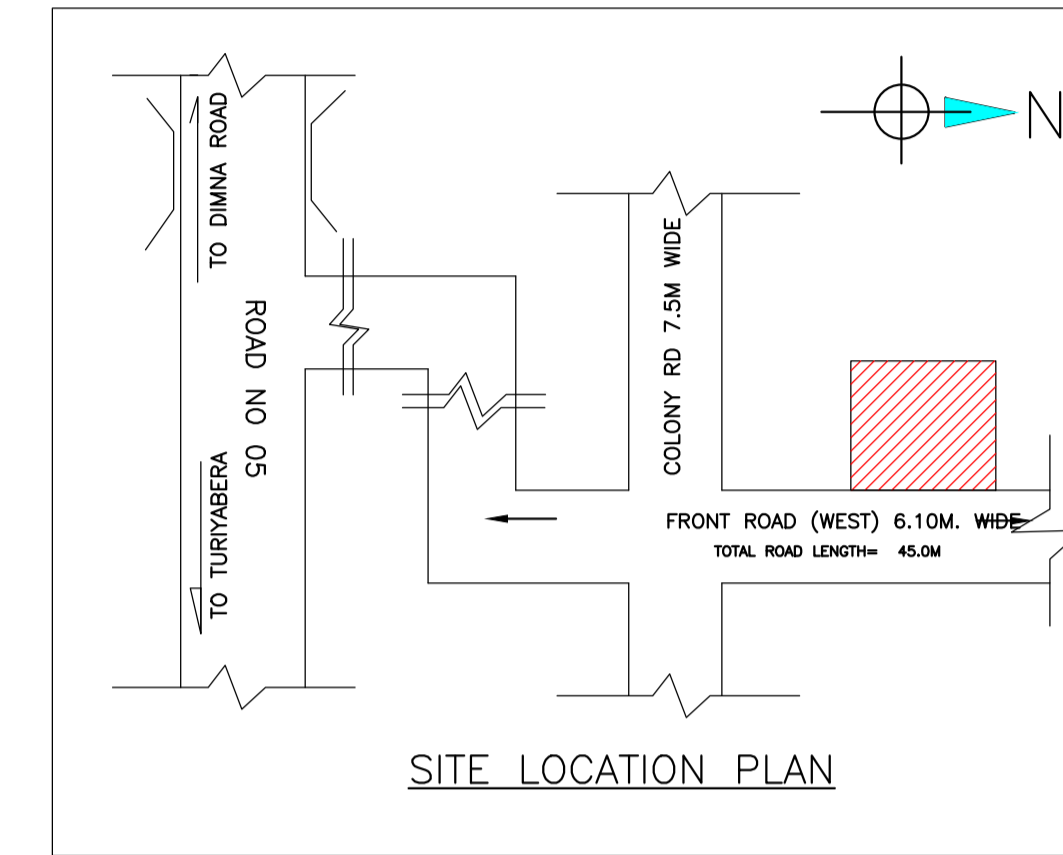 TO DIMNA ROAD
ROAD NO 05
TO TURIYABERA
COLONY RD 7.5M WIDE
N
FRONT ROAD (WEST) 6.10M. WIDE
TOTAL ROAD LENGTH= 45.0M
SITE LOCATION PLAN